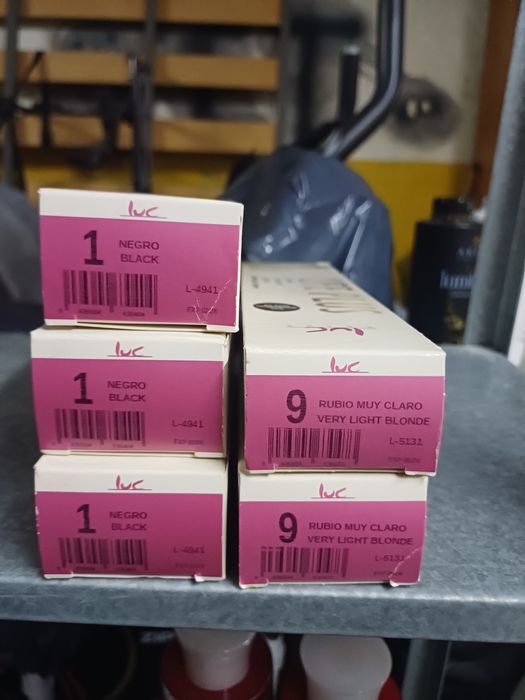 luc
1 NEGRO
BLACK
L-4941
luc
1 NEGRO
BLACK
L-4941
luc
1 NEGRO
BLACK
L-4941
luc
luc
9 RUBIO MUY CLARO
VERY LIGHT BLONDE
L-5131
luc
9 RUBIO MUY CLARO
VERY LIGHT BLONDE
L-5131